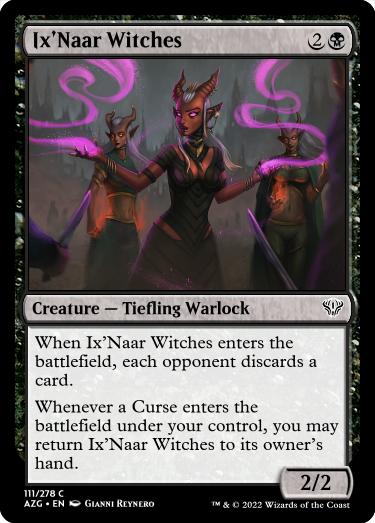 Ix'Naar Witches 2
Creature — Tiefling Warlock
When Ix'Naar Witches enters the
battlefield, each opponent discards a
card.
Whenever a Curse enters the
battlefield under your control, you may
return Ix'Naar Witches to its owner's
hand.
2/2
111/278 C
AZG • EN Gianni Reynero ™ & © 2022 Wizards of the Coast